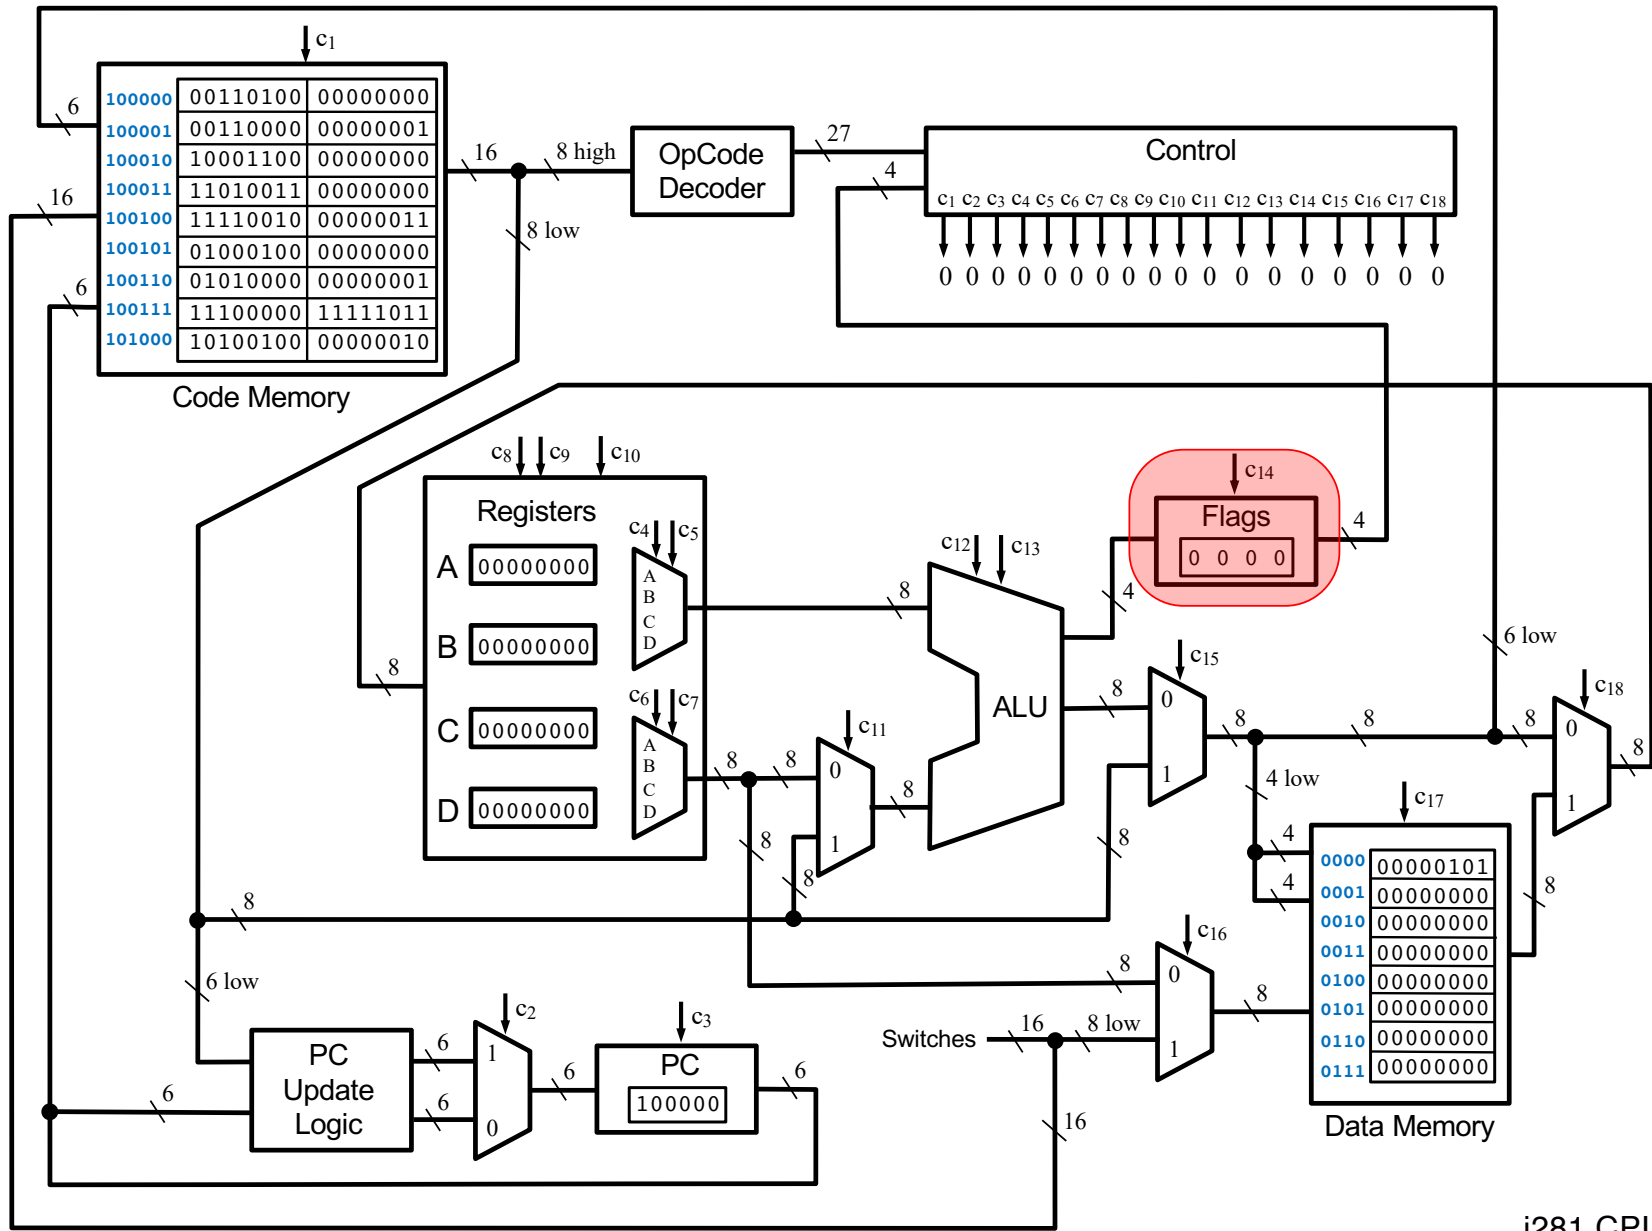 c1
100000 00110100 00000000
100001 00110000 00000001
100010 10001100 00000000
100011 11010011 00000000
100100 11110010 00000011
100101 01000100 00000000
100110 01010000 00000001
100111 11100000 11111011
101000 10100100 00000010
Code Memory
6
16
6
16
8 high
8 low
OpCode
Decoder
27
4
Control
c1 c2 c3 c4 c5 c6 c7 c8 c9 c10 c11 c12 c13 c14 c15 c16 c17 c18
0 0 0 0 0 0 0 0 0 0 0 0 0 0 0 0 0 0
c8 c9 c10
Registers
A 00000000
B 00000000
C 00000000
D 00000000
8
c4 c5
A
B
C
D
c6 c7
A
B
C
D
8
8
8
8
c11
0
1
8
8
c12 c13
ALU
4
8
c14
Flags
0 0 0 0
4
c15
0
1
8
8
8
6 low
8
4 low
4
4
c18
0
1
8
c17
0000 00000101
0001 00000000
0010 00000000
0011 00000000
0100 00000000
0101 00000000
0110 00000000
0111 00000000
Data Memory
8
8
c16
0
1
8
8
Switches
16
8 low
16
6 low
6
PC
Update
Logic
6
6
c2
1
0
6
c3
PC
100000
6
i281 CPU